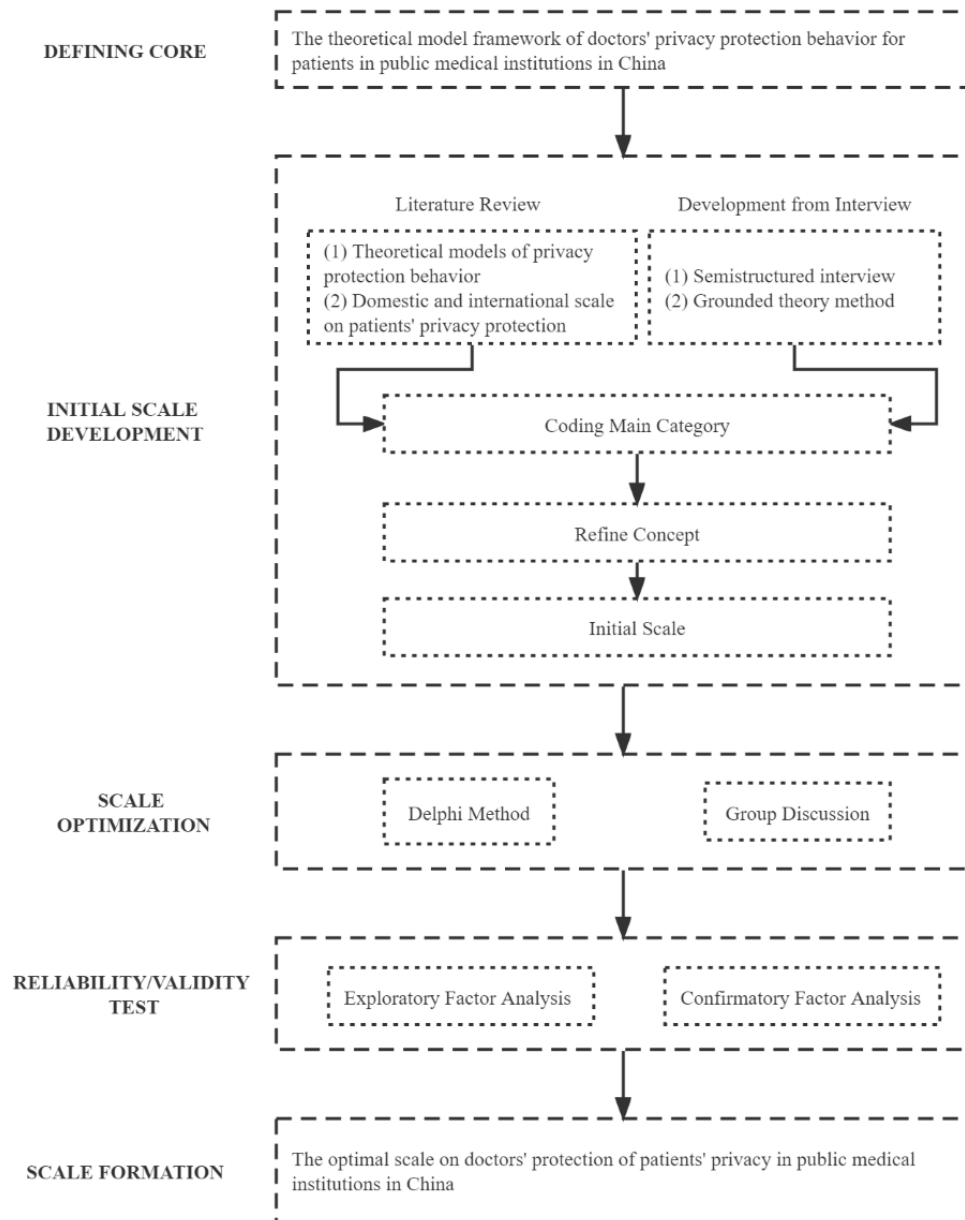 DEFINING CORE
The theoretical model framework of doctors' privacy protection behavior for
patients in public medical institutions in China
INITIAL SCALE
DEVELOPMENT
Literature Review
(1) Theoretical models of privacy
protection behavior
(2) Domestic and international scale
on patients' privacy protection
Development from Interview
(1) Semistructured interview
(2) Grounded theory method
Coding Main Category
Refine Concept
Initial Scale
SCALE
OPTIMIZATION
Delphi Method
Group Discussion
RELIABILITY/VALIDITY
TEST
Exploratory Factor Analysis
Confirmatory Factor Analysis
SCALE FORMATION
The optimal scale on doctors' protection of patients' privacy in public medical
institutions in China